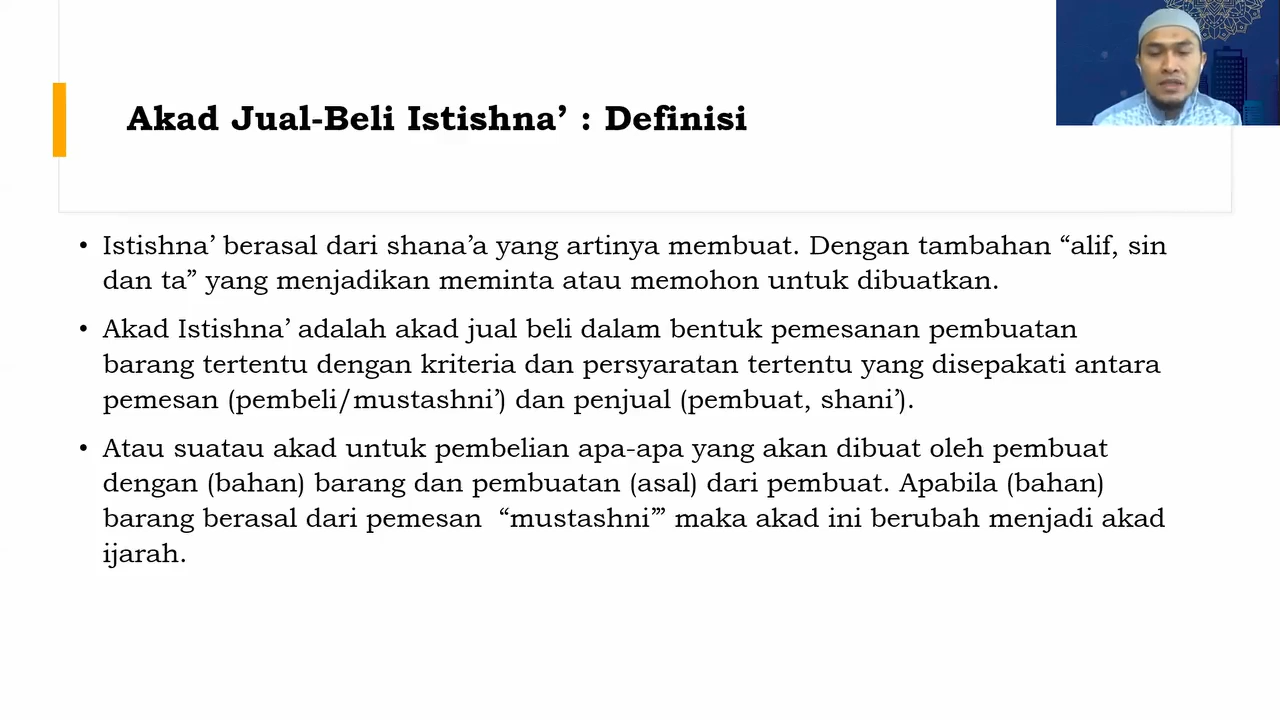 Akad Jual-Beli Istishna’ : Definisi
• Istishna’ berasal dari shana’a yang artinya membuat. Dengan tambahan “alif, sin
dan ta” yang menjadikan meminta atau memohon untuk dibuatkan.
• Akad Istishna’ adalah akad jual beli dalam bentuk pemesanan pembuatan
barang tertentu dengan kriteria dan persyaratan tertentu yang disepakati antara
pemesan (pembeli/mustashni’) dan penjual (pembuat, shani’).
• Atau suatau akad untuk pembelian apa-apa yang akan dibuat oleh pembuat
dengan (bahan) barang dan pembuatan (asal) dari pembuat. Apabila (bahan)
barang berasal dari pemesan “mustashni’” maka akad ini berubah menjadi akad
ijarah.